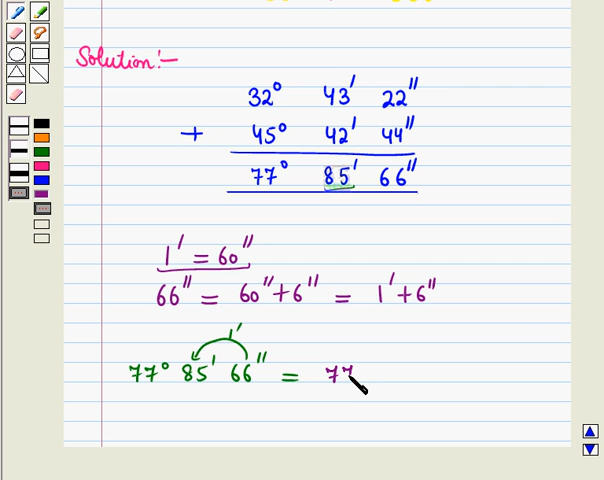 Solution:-
32° 43' 22"
+ 45° 42' 44"
77° 85' 66"
1' = 60"
66" = 60" + 6" = 1' + 6"
1'
77° 85' 66" = 77